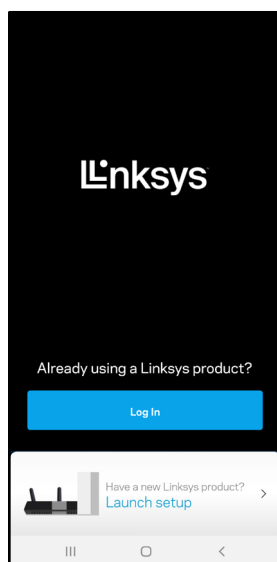 Linksys
Already using a Linksys product?
Log In
Have a new Linksys product?
Launch setup